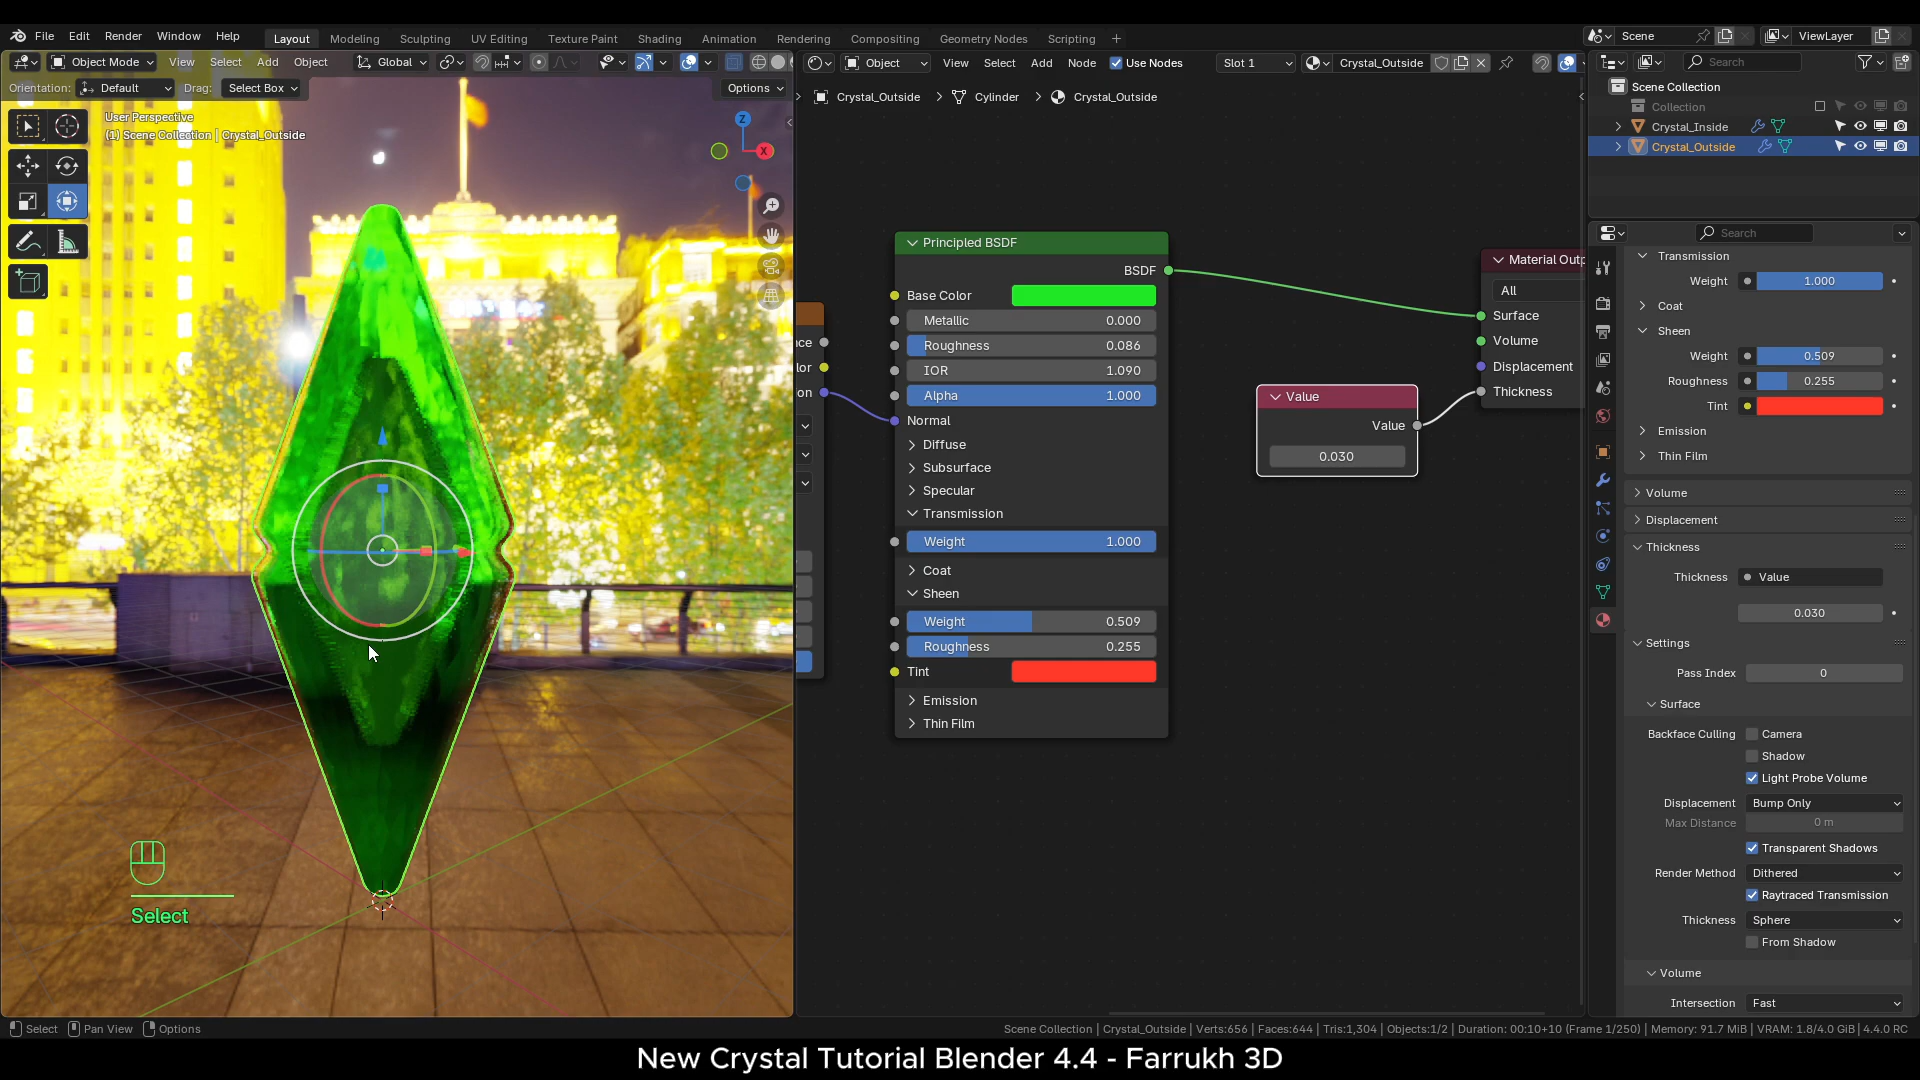 File Edit Render Window Help Layout Modeling Sculpting UV Editing Texture Paint Shading Animation Rendering Compositing Geometry Nodes Scripting + Scene ViewLayer
Object Mode View Select Add Object Global Object View Select Add Node Use Nodes Slot 1 Crystal_Outside Search
Orientation: Default Drag: Select Box Options
Crystal_Outside > Cylinder > Crystal_Outside
User Perspective
(1) Scene Collection | Crystal_Outside
Z
X
Select
ce
lor
on
Principled BSDF
BSDF
Base Color
Metallic 0.000
Roughness 0.086
IOR 1.090
Alpha 1.000
Normal
Diffuse
Subsurface
Specular
Transmission
Weight 1.000
Coat
Sheen
Weight 0.509
Roughness 0.255
Tint
Emission
Thin Film
Value
Value
0.030
Material Outp
All
Surface
Volume
Displacement
Thickness
Scene Collection
Collection
Crystal_Inside
Crystal_Outside
Search
Transmission
Weight 1.000
Coat
Sheen
Weight 0.509
Roughness 0.255
Tint
Emission
Thin Film
Volume
Displacement
Thickness
Thickness Value
0.030
Settings
Pass Index 0
Surface
Backface Culling Camera
Shadow
Light Probe Volume
Displacement Bump Only
Max Distance 0 m
Transparent Shadows
Render Method Dithered
Raytraced Transmission
Thickness Sphere
From Shadow
Volume
Intersection Fast
Select Pan View Options Scene Collection | Crystal_Outside | Verts:656 | Faces:644 | Tris:1,304 | Objects:1/2 | Duration: 00:10+10 (Frame 1/250) | Memory: 91.7 MiB | VRAM: 1.8/4.0 GiB | 4.4.0 RC
New Crystal Tutorial Blender 4.4 - Farrukh 3D